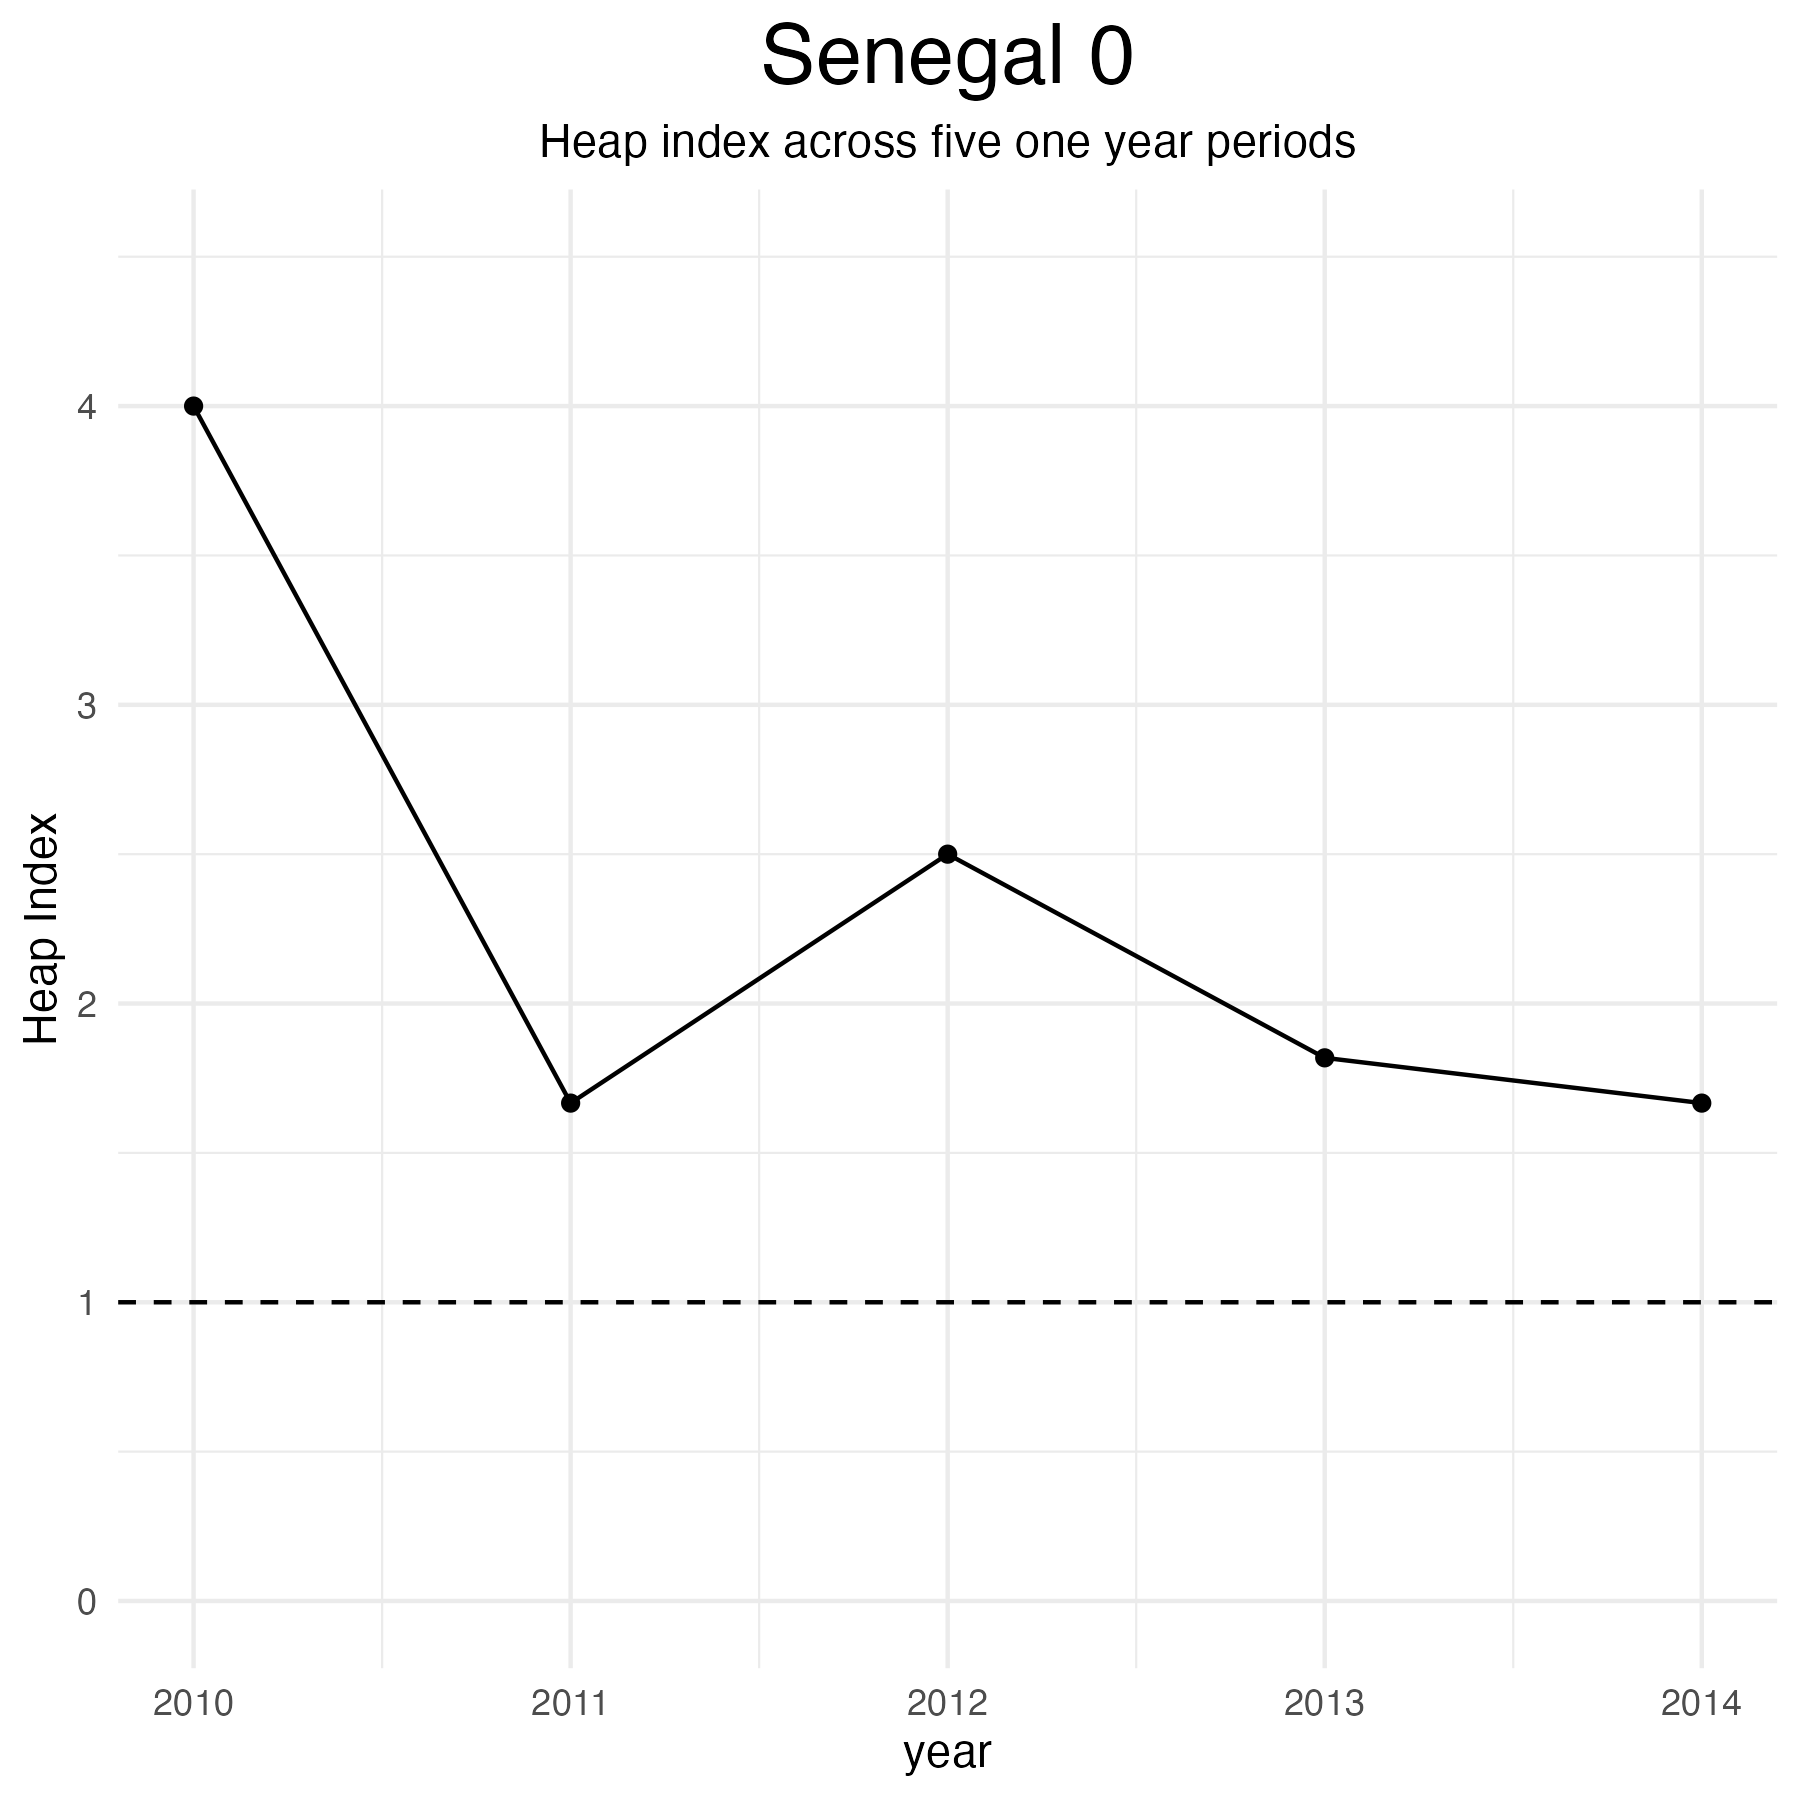 Senegal 0
Heap index across five one year periods
Heap Index
4
3
2
1
0
2010 2011 2012 2013 2014
year